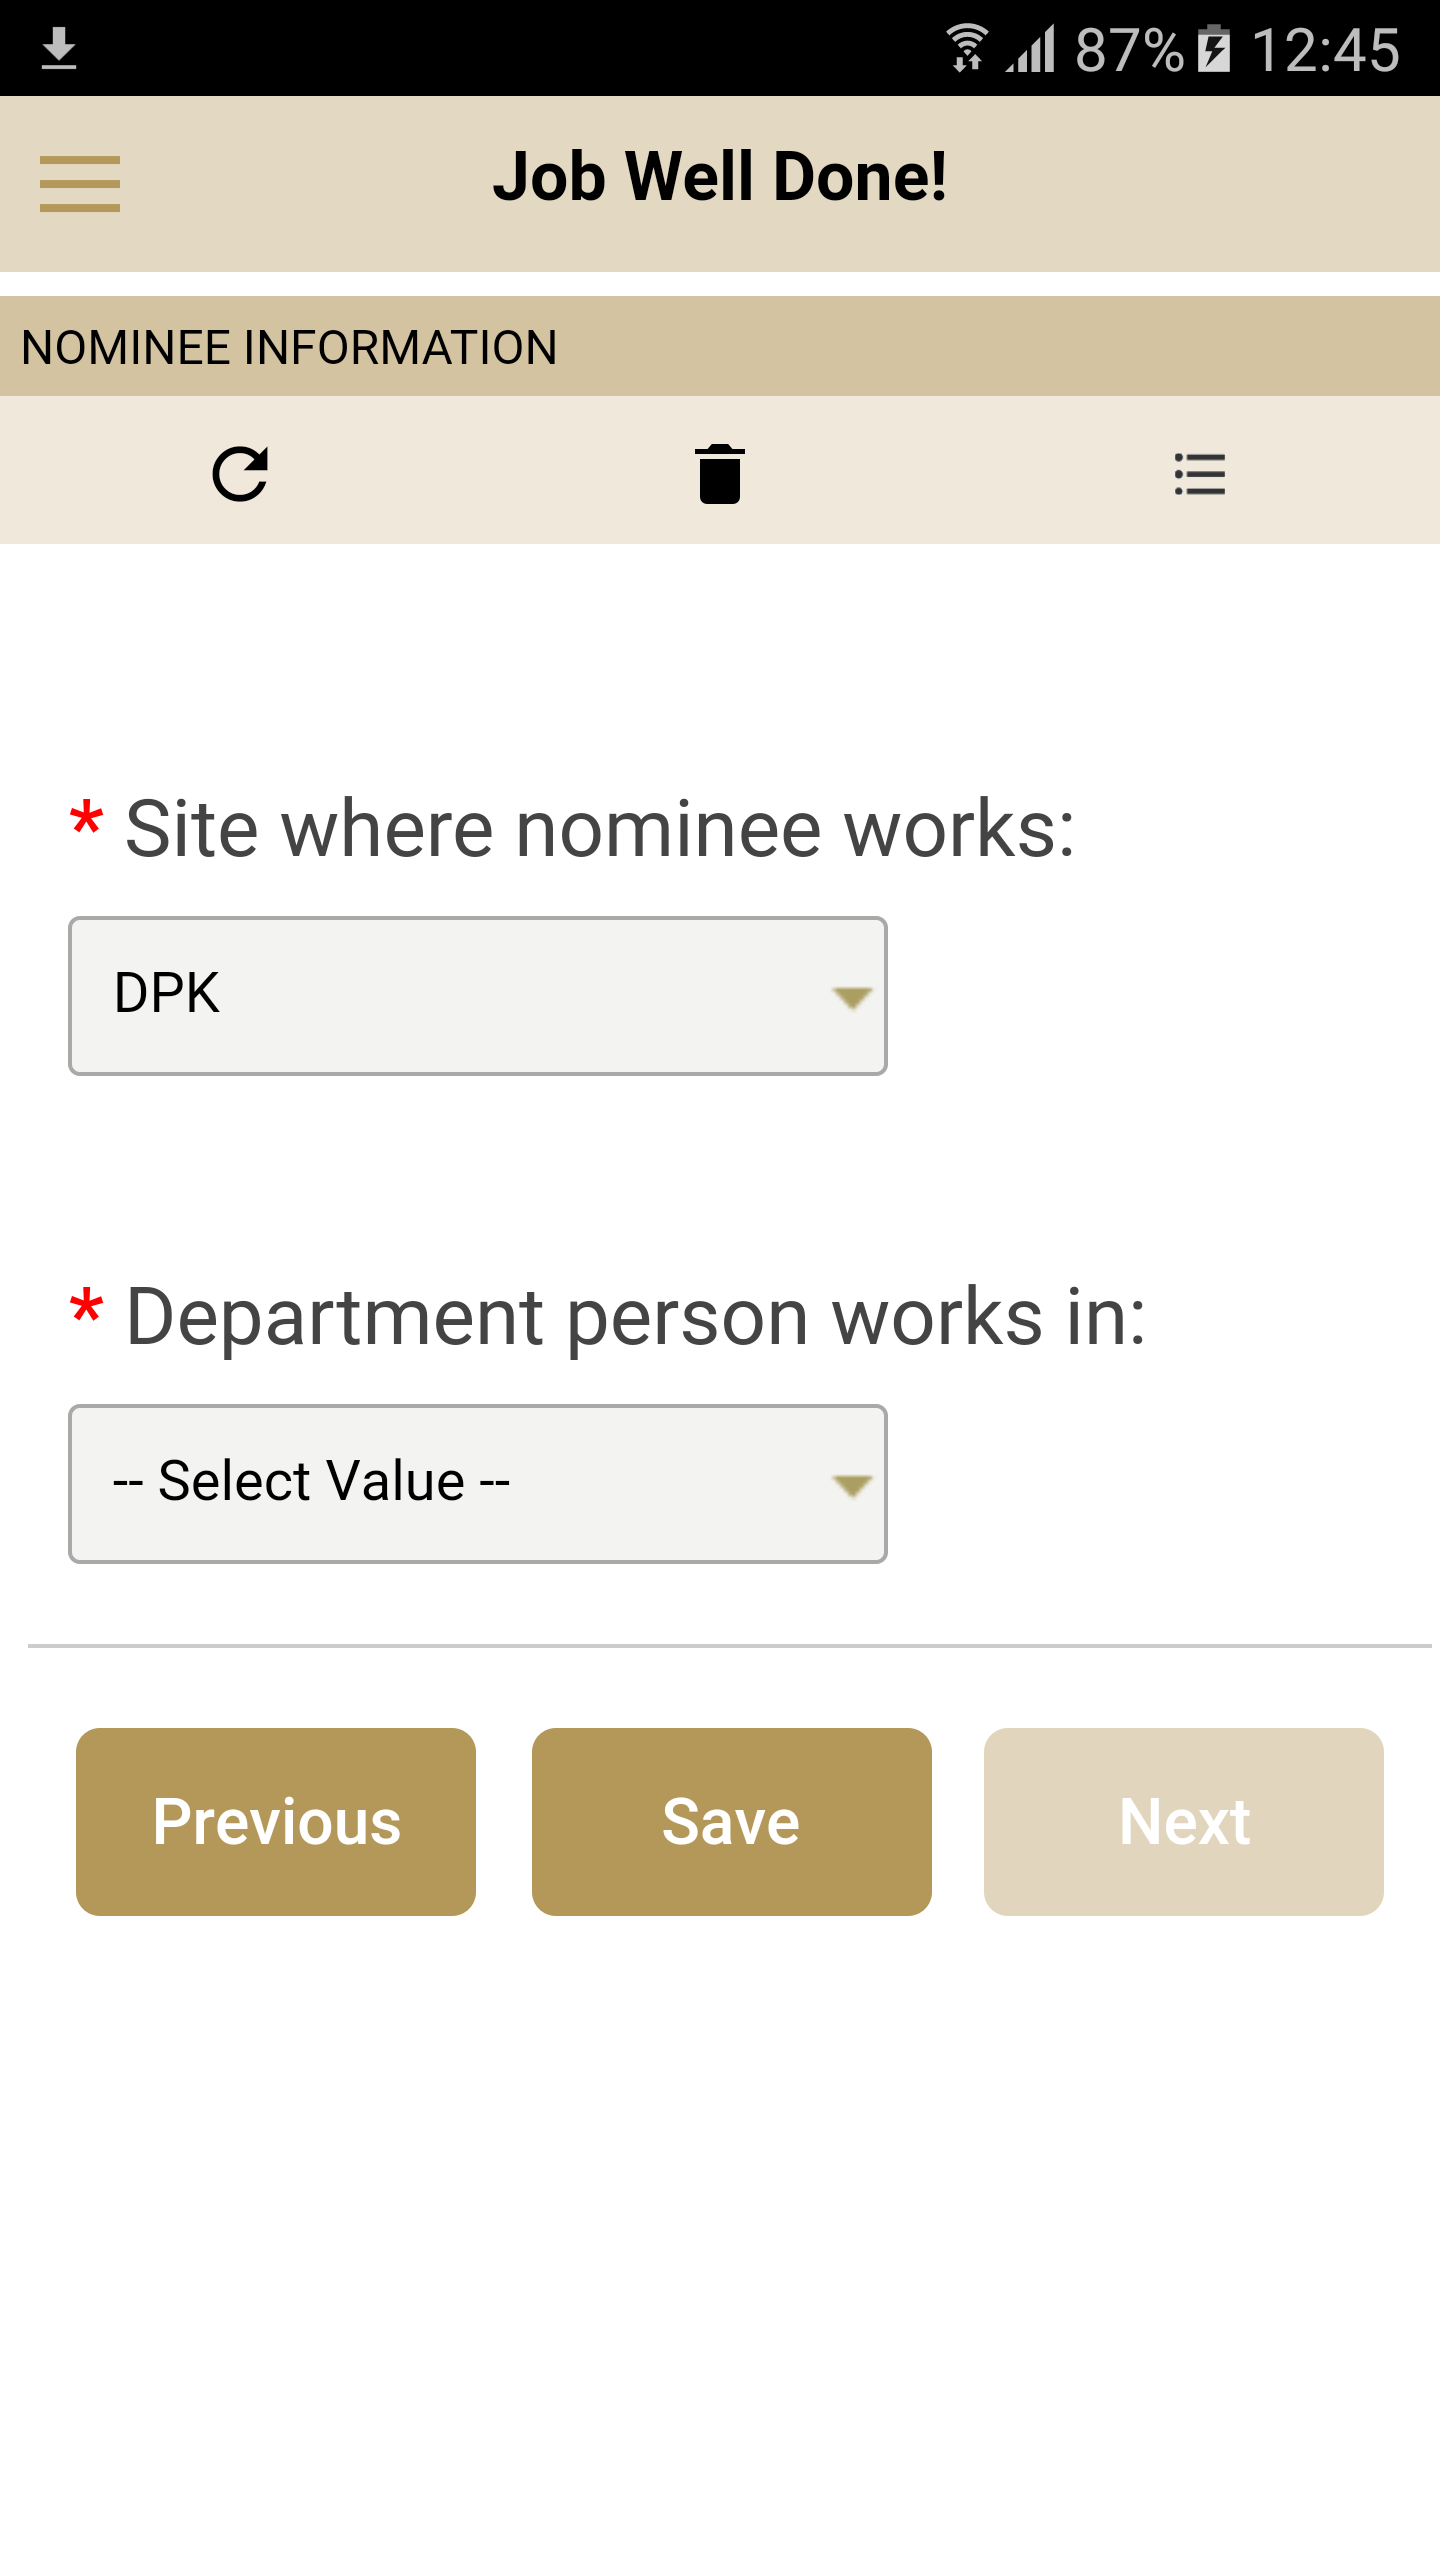 87% 12:45
Job Well Done!
NOMINEE INFORMATION
* Site where nominee works:
DPK
* Department person works in:
-- Select Value --
Previous Save Next